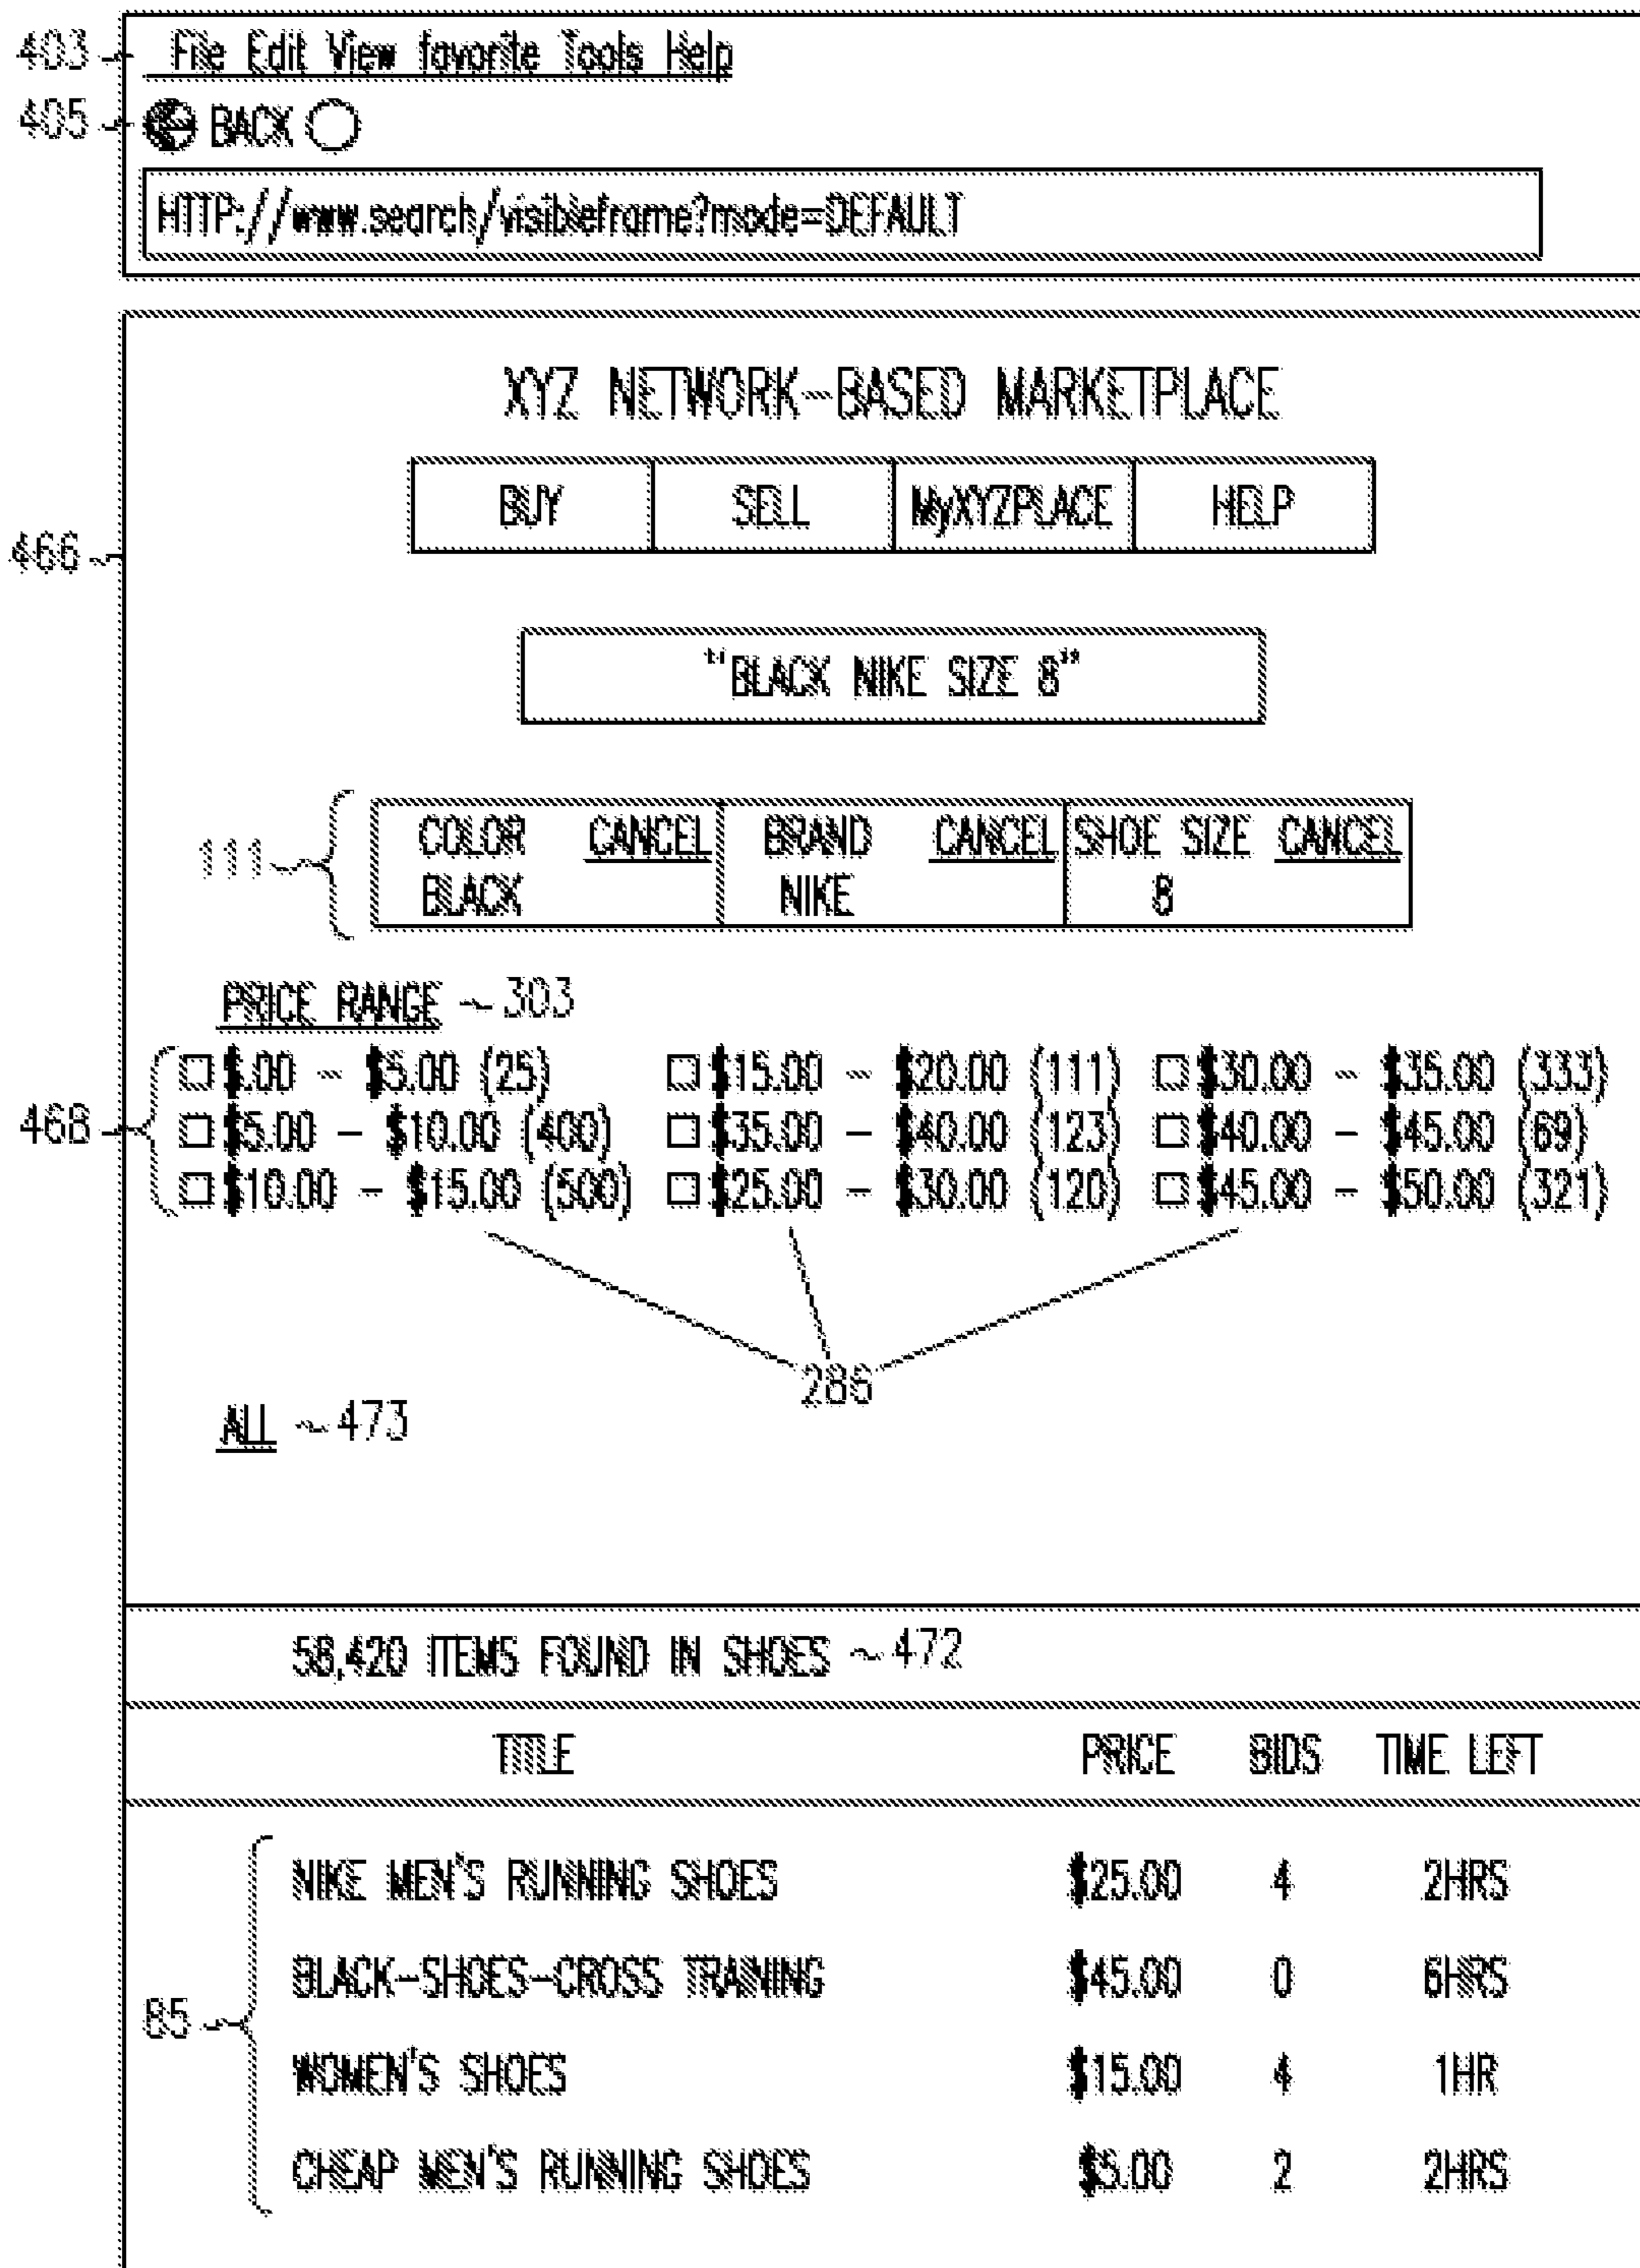 403 File Edit View favorite Tools Help
405 BACK
HTTP://www.search/visibleframe?mode=DEFAULT
XYZ NETWORK-BASED MARKETPLACE
BUY SELL MyXYZPLACE HELP
466
"BLACK NIKE SIZE 8"
COLOR CANCEL BRAND CANCEL SHOE SIZE CANCEL
111
BLACK NIKE 8
PRICE RANGE ~303
$.00 - $5.00 (25) $15.00 - $20.00 (111) $30.00 - $35.00 (333)
468 $5.00 - $10.00 (400) $35.00 - $40.00 (123) $40.00 - $45.00 (69)
$10.00 - $15.00 (500) $25.00 - $30.00 (120) $45.00 - $50.00 (321)
286
ALL ~473
58,420 ITEMS FOUND IN SHOES ~472
TITLE PRICE BIDS TIME LEFT
NIKE MEN'S RUNNING SHOES $25.00 4 2HRS
BLACK-SHOES-CROSS TRAINING $45.00 0 6HRS
85
WOMEN'S SHOES $15.00 4 1HR
CHEAP MEN'S RUNNING SHOES $5.00 2 2HRS